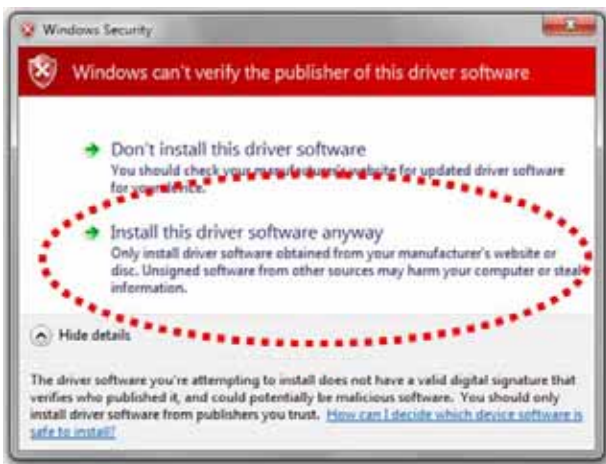 Windows Security
Windows can't verify the publisher of this driver software
Don't install this driver software
You should check your manufacturer's website for updated driver software
for your device.
Install this driver software anyway
Only install driver software obtained from your manufacturer's website or
disc. Unsigned software from other sources may harm your computer or steal
information.
Hide details
The driver software you're attempting to install does not have a valid digital signature that
verifies who published it, and could potentially be malicious software. You should only
install driver software from publishers you trust. How can I decide which device software is
safe to install?